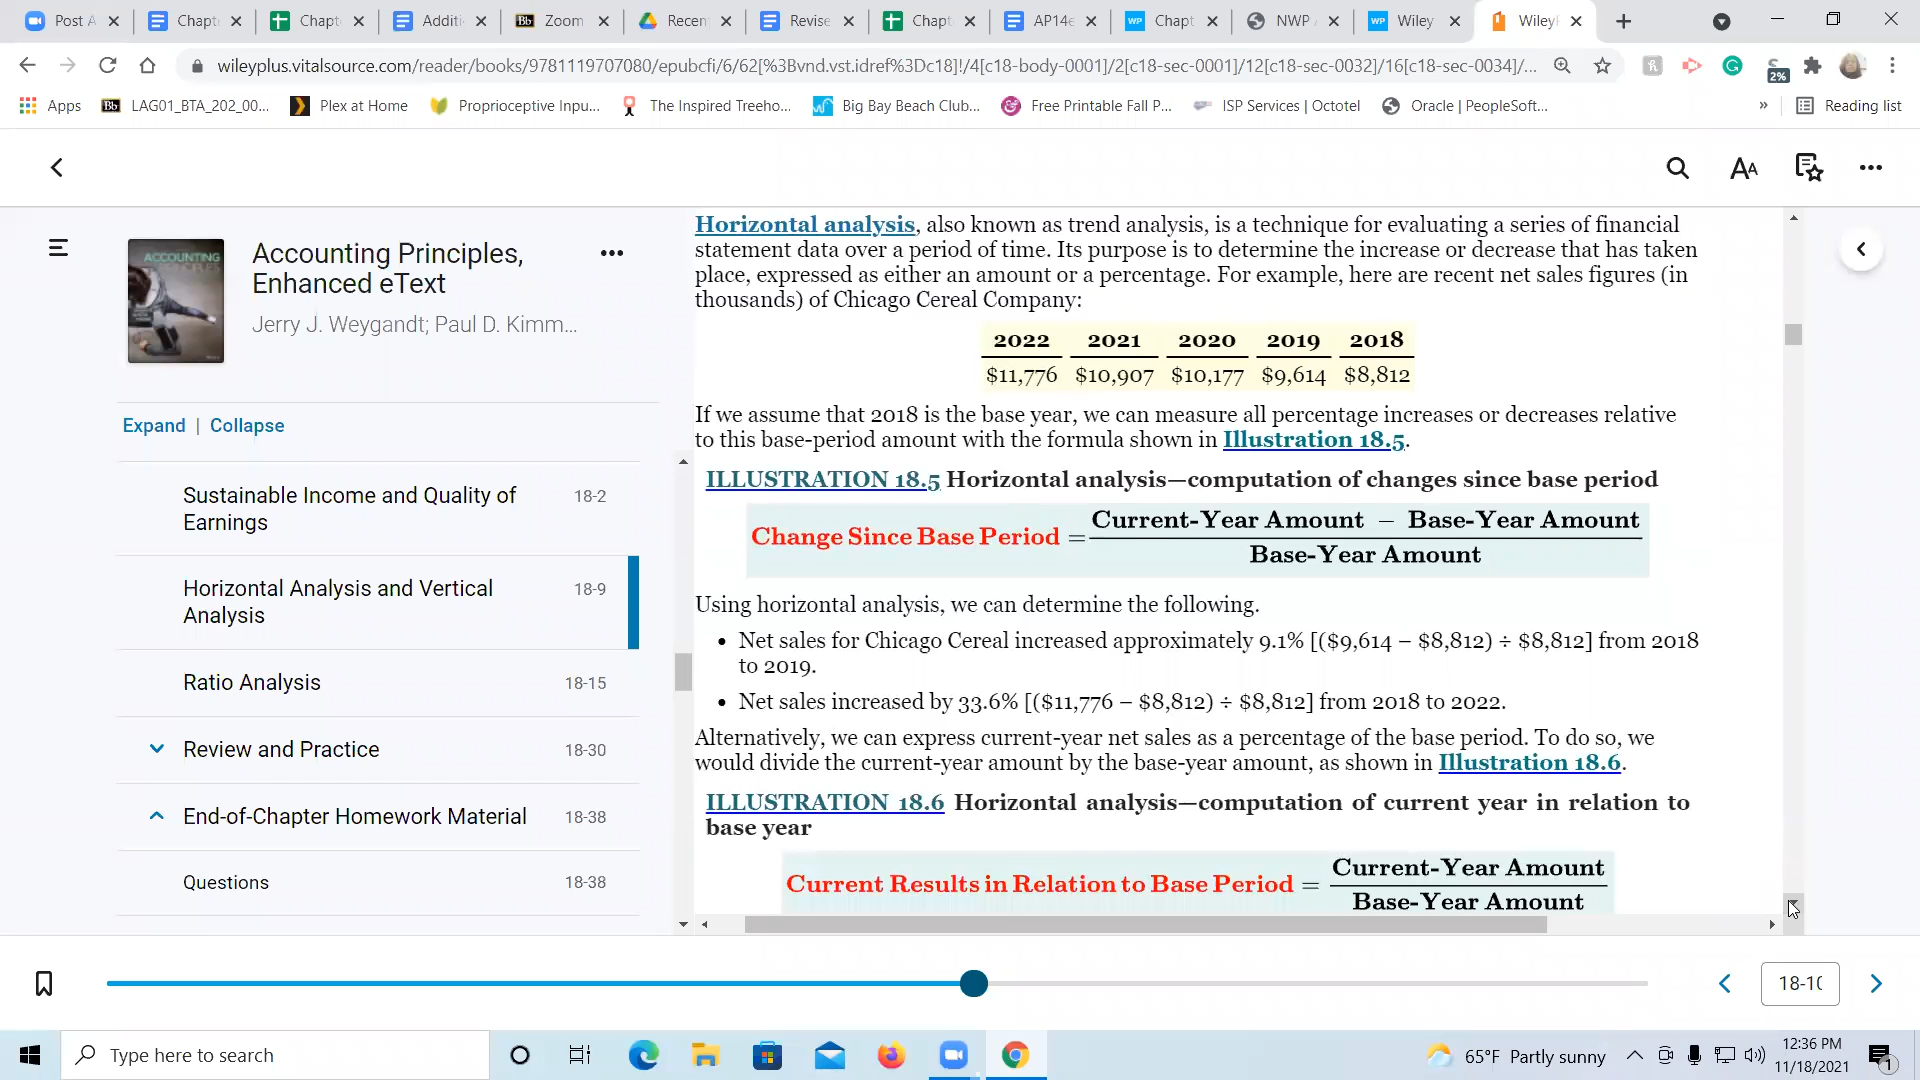 Post A
Chapt
Chapt
Additi
Bb Zoom
Recen
Revise
Chapt
AP14e
WP Chapt
NWP
WP Wiley
WileyP
wileyplus.vitalsource.com/reader/books/9781119707080/epubcfi/6/62[%3Bvnd.vst.idref%3Dc18]!/4[c18-body-0001]/2[c18-sec-0001]/12[c18-sec-0032]/16[c18-sec-0034]/...
2%
Apps
Bb LAG01_BTA_202_00...
Plex at Home
Proprioceptive Inpu...
The Inspired Treeho...
Big Bay Beach Club...
Free Printable Fall P...
ISP Services | Octotel
Oracle | PeopleSoft...
»
Reading list
AA
ACCOUNTING
Accounting Principles,
Enhanced eText
Jerry J. Weygandt; Paul D. Kimm...
Expand | Collapse
Sustainable Income and Quality of
Earnings
18-2
Horizontal Analysis and Vertical
Analysis
18-9
Ratio Analysis 18-15
Review and Practice 18-30
End-of-Chapter Homework Material 18-38
Questions 18-38
Horizontal analysis, also known as trend analysis, is a technique for evaluating a series of financial
statement data over a period of time. Its purpose is to determine the increase or decrease that has taken
place, expressed as either an amount or a percentage. For example, here are recent net sales figures (in
thousands) of Chicago Cereal Company:
2022 2021 2020 2019 2018
$11,776 $10,907 $10,177 $9,614 $8,812
If we assume that 2018 is the base year, we can measure all percentage increases or decreases relative
to this base-period amount with the formula shown in Illustration 18.5.
ILLUSTRATION 18.5 Horizontal analysis—computation of changes since base period
Change Since Base Period = Current-Year Amount − Base-Year Amount
Base-Year Amount
Using horizontal analysis, we can determine the following.
• Net sales for Chicago Cereal increased approximately 9.1% [($9,614 − $8,812) ÷ $8,812] from 2018
to 2019.
• Net sales increased by 33.6% [($11,776 − $8,812) ÷ $8,812] from 2018 to 2022.
Alternatively, we can express current-year net sales as a percentage of the base period. To do so, we
would divide the current-year amount by the base-year amount, as shown in Illustration 18.6.
ILLUSTRATION 18.6 Horizontal analysis—computation of current year in relation to
base year
Current Results in Relation to Base Period = Current-Year Amount
Base-Year Amount
18-10
Type here to search
65°F Partly sunny
12:36 PM
11/18/2021
1